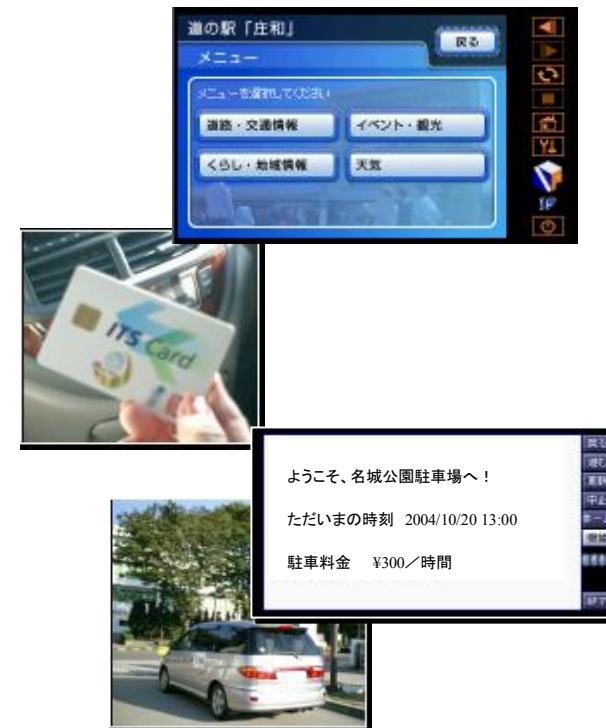 道の駅「庄和」
戻る
メニュー
メニューを選択してください
道路・交通情報
イベント・観光
くらし・地域情報
天気
ITS Card
ようこそ、名城公園駐車場へ！
ただいまの時刻 2004/10/20 13:00
駐車料金 ¥300／時間